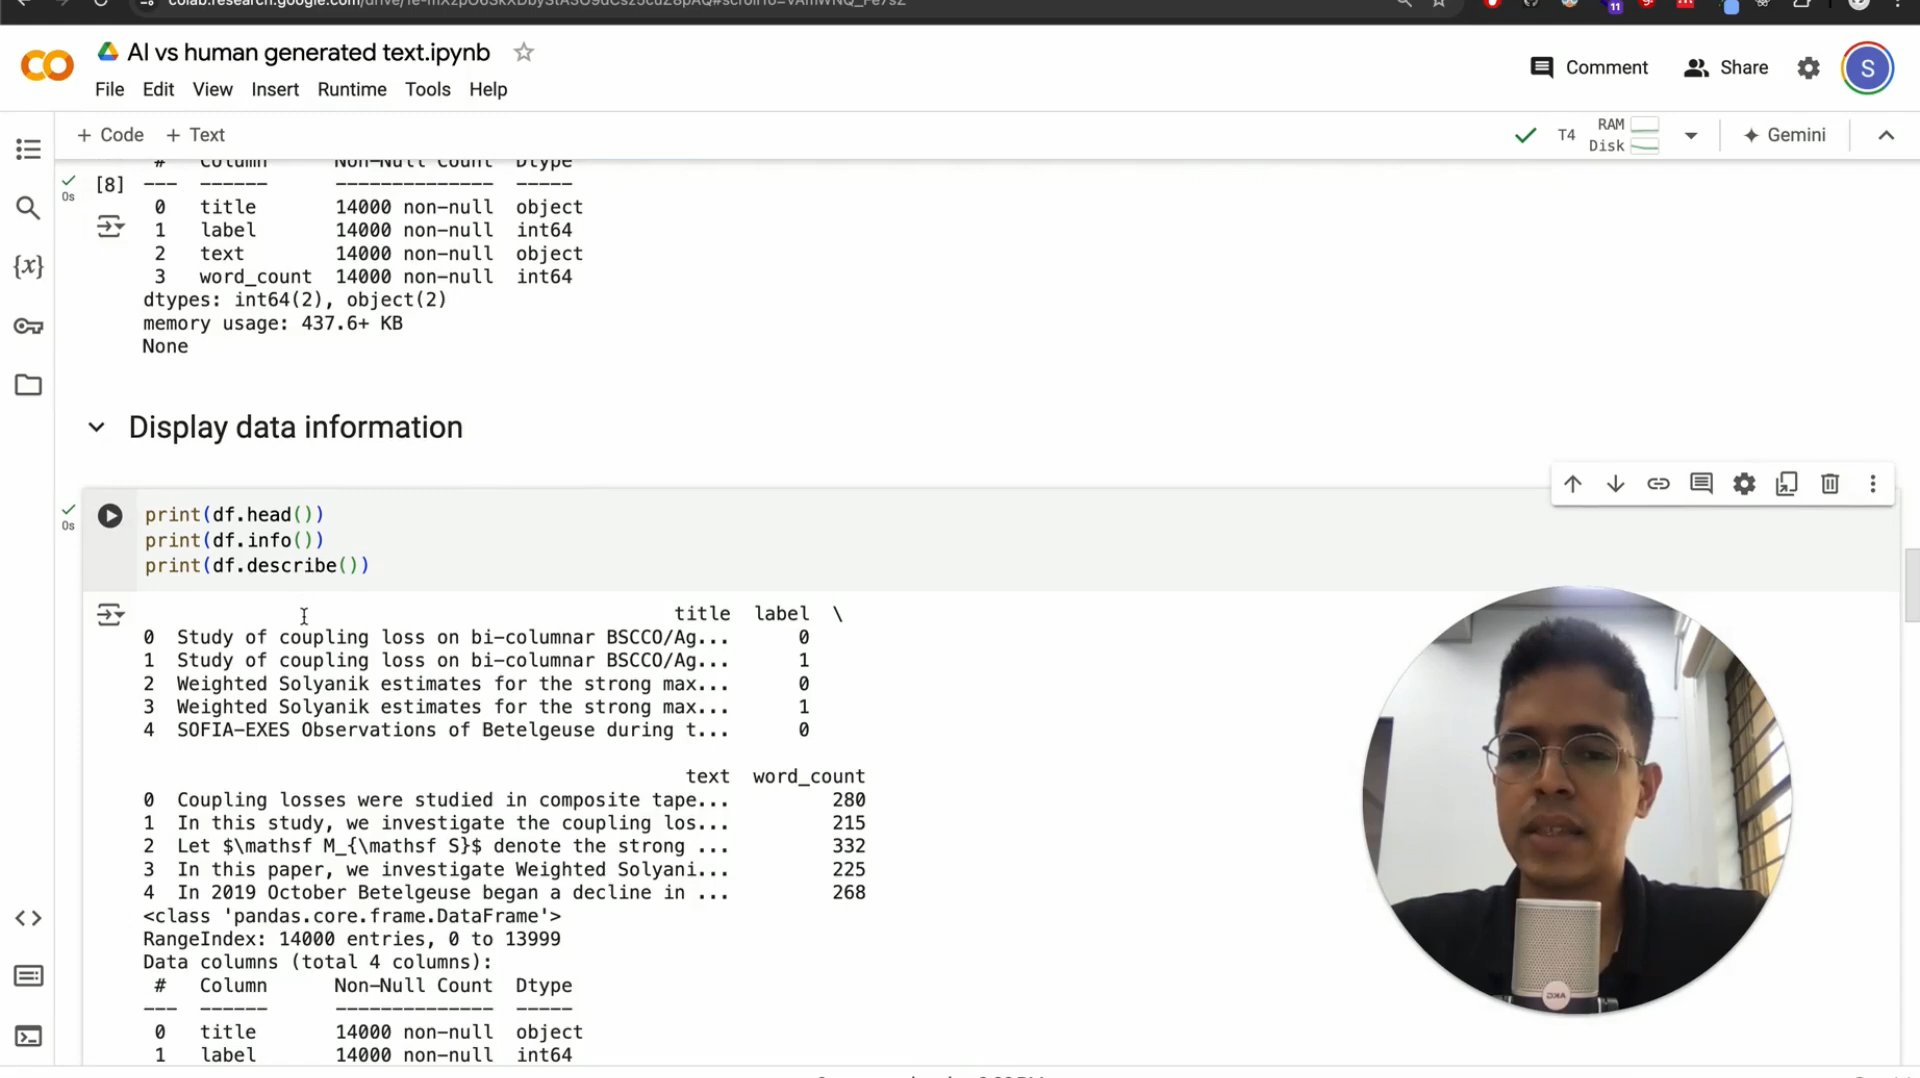 AI vs human generated text.ipynb
Comment Share S
File Edit View Insert Runtime Tools Help
+ Code + Text
T4 RAM Disk Gemini
# Column Non-Null Count Dtype
[8] --- ------ -------------- -----
0s
0 title 14000 non-null object
1 label 14000 non-null int64
2 text 14000 non-null object
3 word_count 14000 non-null int64
dtypes: int64(2), object(2)
memory usage: 437.6+ KB
None
Display data information
print(df.head())
0s
print(df.info())
print(df.describe())
title label \
0 Study of coupling loss on bi-columnar BSCCO/Ag... 0
1 Study of coupling loss on bi-columnar BSCCO/Ag... 1
2 Weighted Solyanik estimates for the strong max... 0
3 Weighted Solyanik estimates for the strong max... 1
4 SOFIA-EXES Observations of Betelgeuse during t... 0
text word_count
0 Coupling losses were studied in composite tape... 280
1 In this study, we investigate the coupling los... 215
2 Let $\mathsf M_{\mathsf S}$ denote the strong ... 332
3 In this paper, we investigate Weighted Solyani... 225
4 In 2019 October Betelgeuse began a decline in ... 268
<class 'pandas.core.frame.DataFrame'>
RangeIndex: 14000 entries, 0 to 13999
Data columns (total 4 columns):
# Column Non-Null Count Dtype
--- ------ -------------- -----
0 title 14000 non-null object
1 label 14000 non-null int64